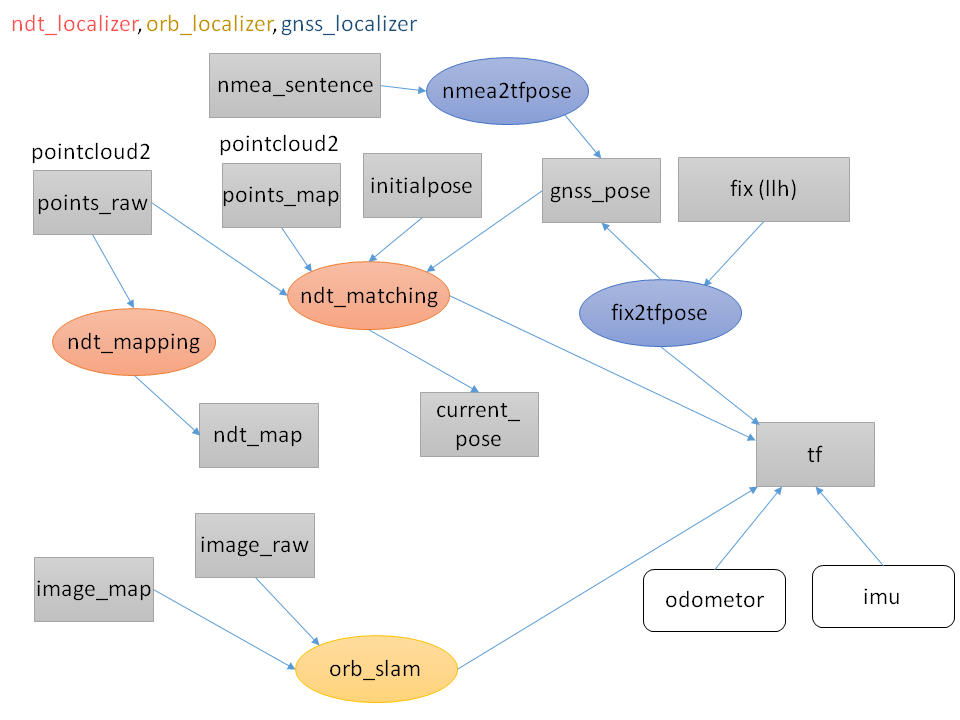 ndt_localizer, orb_localizer, gnss_localizer
nmea_sentence
nmea2tfpose
pointcloud2
pointcloud2
points_raw
points_map
initialpose
gnss_pose
fix (llh)
ndt_matching
fix2tfpose
ndt_mapping
current_
pose
ndt_map
tf
image_raw
image_map
odometor
imu
orb_slam